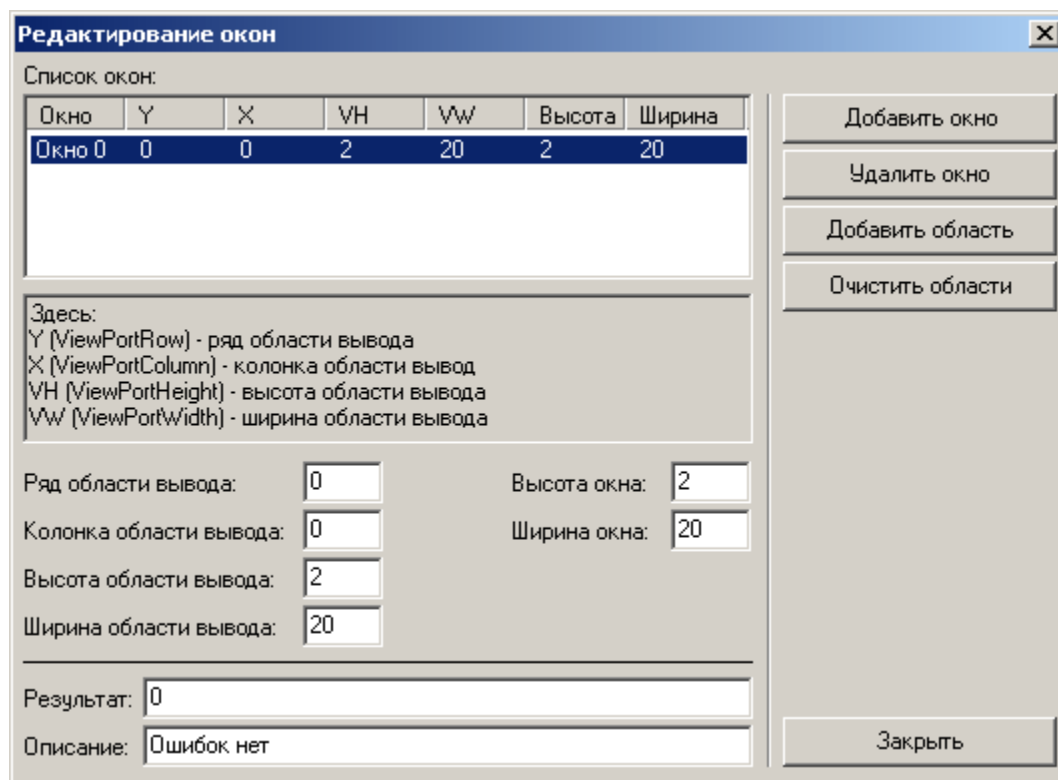 Редактирование окон
Список окон:
Окно Y X VH VW Высота Ширина
Окно 0 0 0 2 20 2 20
Добавить окно
Удалить окно
Добавить область
Очистить области
Здесь:
Y (ViewPortRow) - ряд области вывода
X (ViewPortColumn) - колонка области вывод
VH (ViewPortHeight) - высота области вывода
VW (ViewPortWidth) - ширина области вывода
Ряд области вывода: 0 Высота окна: 2
Колонка области вывода: 0 Ширина окна: 20
Высота области вывода: 2
Ширина области вывода: 20
Результат: 0
Описание: Ошибок нет
Закрыть